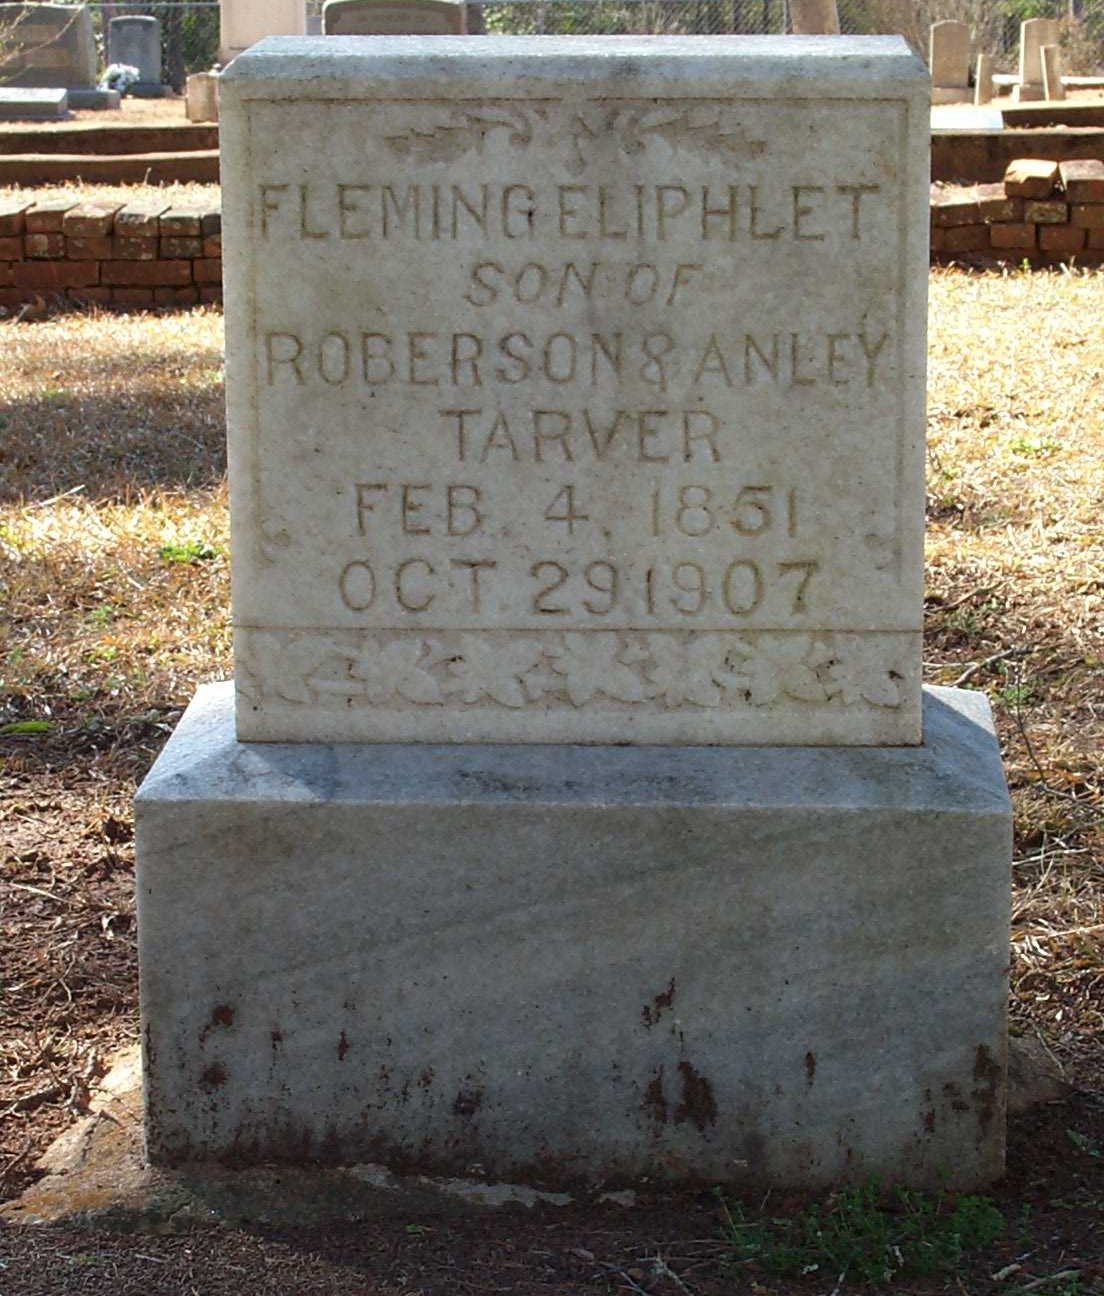 FLEMING ELIPHLET
SON OF
ROBERSON & ANLEY
TARVER
FEB. 4, 1851
OCT. 29 1907